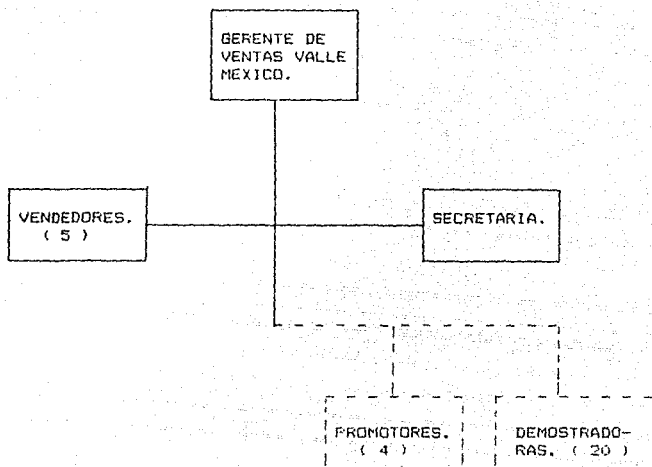 GERENTE DE
VENTAS VALLE
MEXICO.
VENDEDORES.
( 5 )
SECRETARIA.
PROMOTORES.
( 4 )
DEMOSTRADO-
RAS. ( 20 )